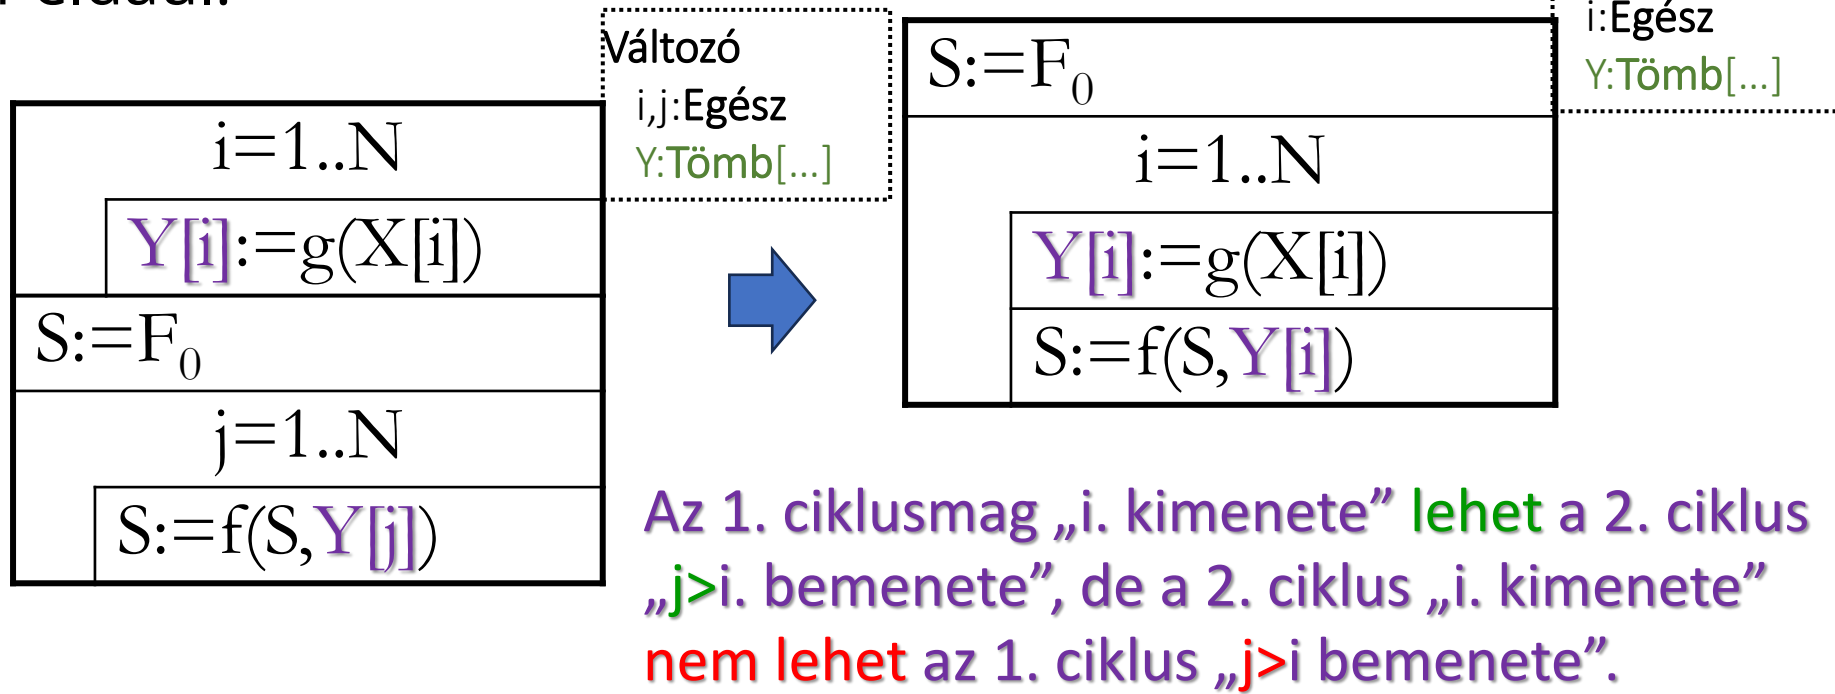 Például:
i=1..N
Y[i]:=g(X[i])
S:=F₀
j=1..N
S:=f(S,Y[j])
Változó
i,j:Egész
Y:Tömb[...]
S:=F₀
i=1..N
Y[i]:=g(X[i])
S:=f(S,Y[i])
i:Egész
Y:Tömb[...]
Az 1. ciklusmag „i. kimenete” lehet a 2. ciklus
„j>i. bemenete”, de a 2. ciklus „i. kimenete”
nem lehet az 1. ciklus „j>i bemenete”.